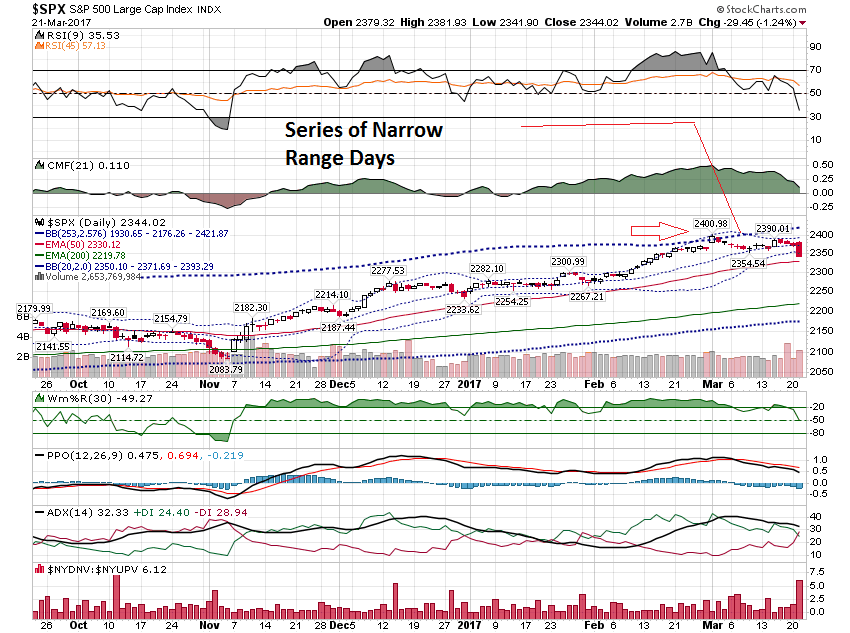 $SPX S&P 500 Large Cap Index INDX © StockCharts.com
21-Mar-2017 Open 2379.32 High 2381.93 Low 2341.90 Close 2344.02 Volume 2.7B Chg -29.45 (-1.24%)
RSI(9) 35.53
RSI(45) 57.13
90
70
50
30
10
Series of Narrow
Range Days
CMF(21) 0.110
0.50
0.25
0.00
-0.25
$SPX (Daily) 2344.02
BB(253,2.576) 1930.65 - 2176.26 - 2421.87
EMA(50) 2330.12
EMA(200) 2219.78
BB(20,2.0) 2350.10 - 2371.69 - 2393.29
Volume 2,653,769,984
2400.98
2390.01
2354.54
2300.99
2282.10
2277.53
2267.21
2254.25
2233.62
2214.10
2187.44
2182.30
2179.99
2169.60
2154.79
2141.55
2114.72
2083.79
2400
2350
2300
2250
2200
2150
2100
2050
6B
4B
2B
26 Oct 10 17 24 Nov 7 14 21 28 Dec 5 12 19 27 2017 9 17 23 Feb 6 13 21 Mar 6 13 20
Wm%R(30) -49.27
-20
-50
-80
PPO(12,26,9) 0.475, 0.694, -0.219
1.0
0.5
0.0
-0.5
ADX(14) 32.33 +DI 24.40 -DI 28.94
40
30
20
10
$NYDNV:$NYUPV 6.12
7.5
5.0
2.5
0.0
26 Oct 10 17 24 Nov 7 14 21 28 Dec 5 12 19 27 2017 9 17 23 Feb 6 13 21 Mar 6 13 20